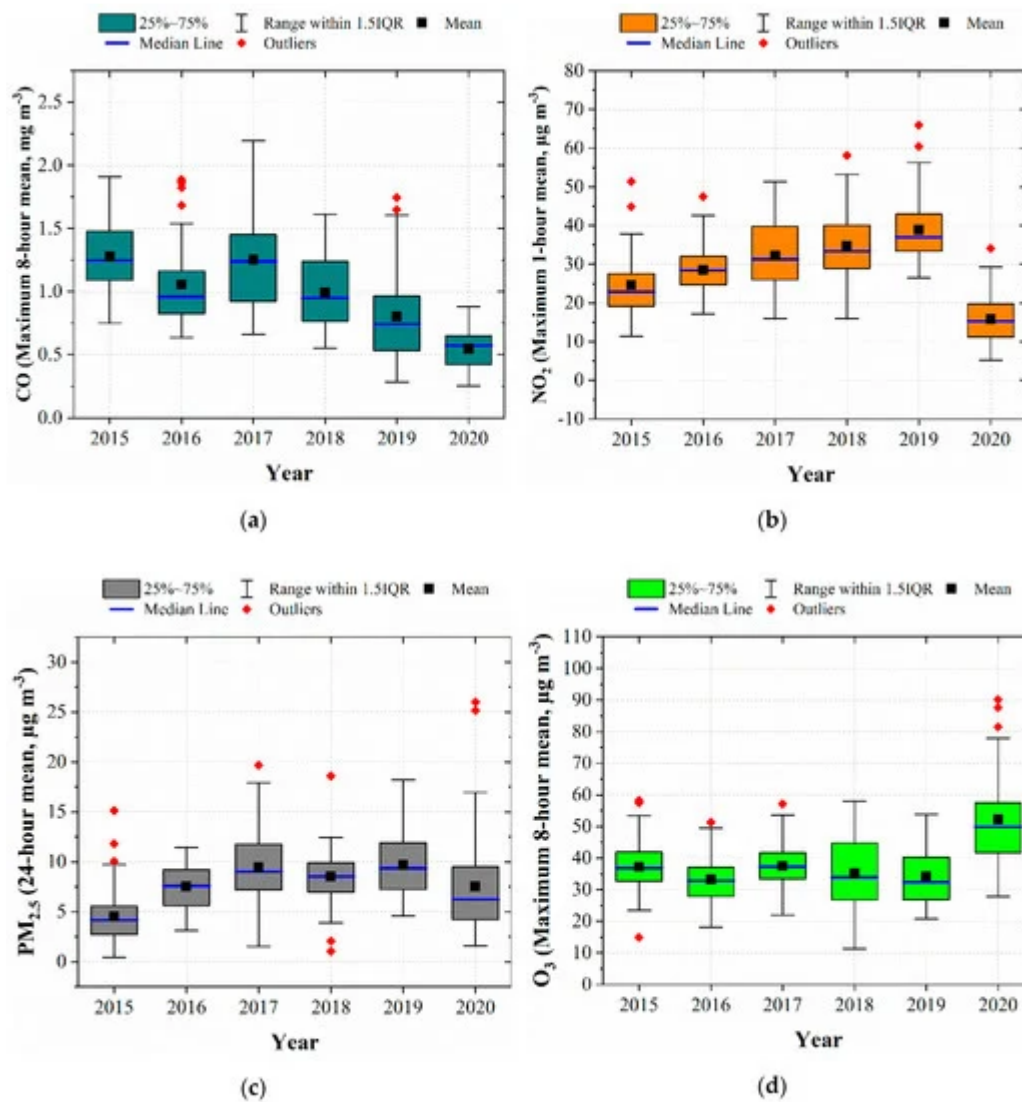 25%~75% Range within 1.5IQR Mean
Median Line Outliers
CO (Maximum 8-hour mean, mg m⁻³)
2.5
2.0
1.5
1.0
0.5
0.0
2015 2016 2017 2018 2019 2020
Year
(a)
25%~75% Range within 1.5IQR Mean
Median Line Outliers
NO₂ (Maximum 1-hour mean, µg m⁻³)
80
70
60
50
40
30
20
10
0
-10
2015 2016 2017 2018 2019 2020
Year
(b)
25%~75% Range within 1.5IQR Mean
Median Line Outliers
PM₂.₅ (24-hour mean, µg m⁻³)
30
25
20
15
10
5
0
2015 2016 2017 2018 2019 2020
Year
(c)
25%~75% Range within 1.5IQR Mean
Median Line Outliers
O₃ (Maximum 8-hour mean, µg m⁻³)
110
100
90
80
70
60
50
40
30
20
10
0
2015 2016 2017 2018 2019 2020
Year
(d)